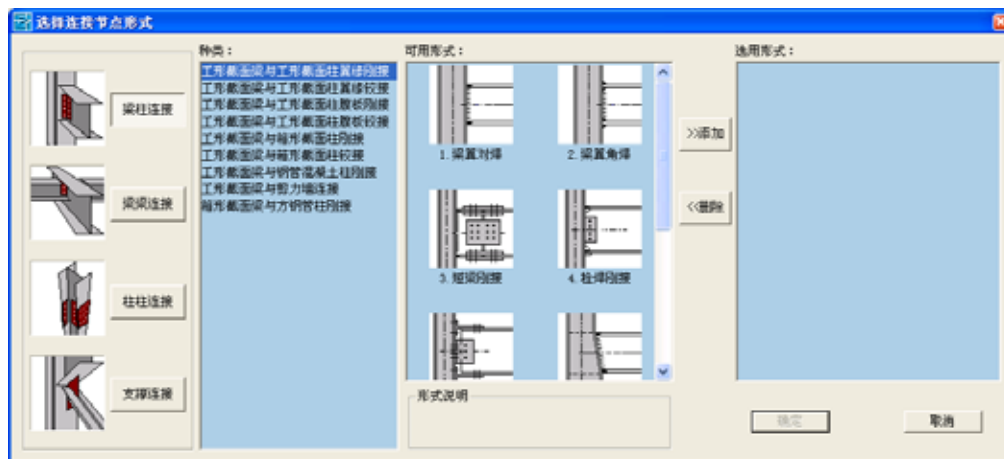 选择连接节点形式
种类：
可用形式：
选用形式：
梁柱连接
梁梁连接
柱柱连接
支撑连接
工形截面梁与工形截面柱翼缘刚接
工形截面梁与工形截面柱翼缘铰接
工形截面梁与工形截面柱腹板刚接
工形截面梁与工形截面柱腹板铰接
工形截面梁与箱形截面柱刚接
工形截面梁与箱形截面柱铰接
工形截面梁与钢管混凝土柱刚接
工形截面梁与剪力墙连接
箱形截面梁与方钢管柱刚接
1. 梁翼对焊
2. 梁翼角焊
3. 短梁刚接
4. 栓焊刚接
>>添加
<<删除
形式说明
确定
取消